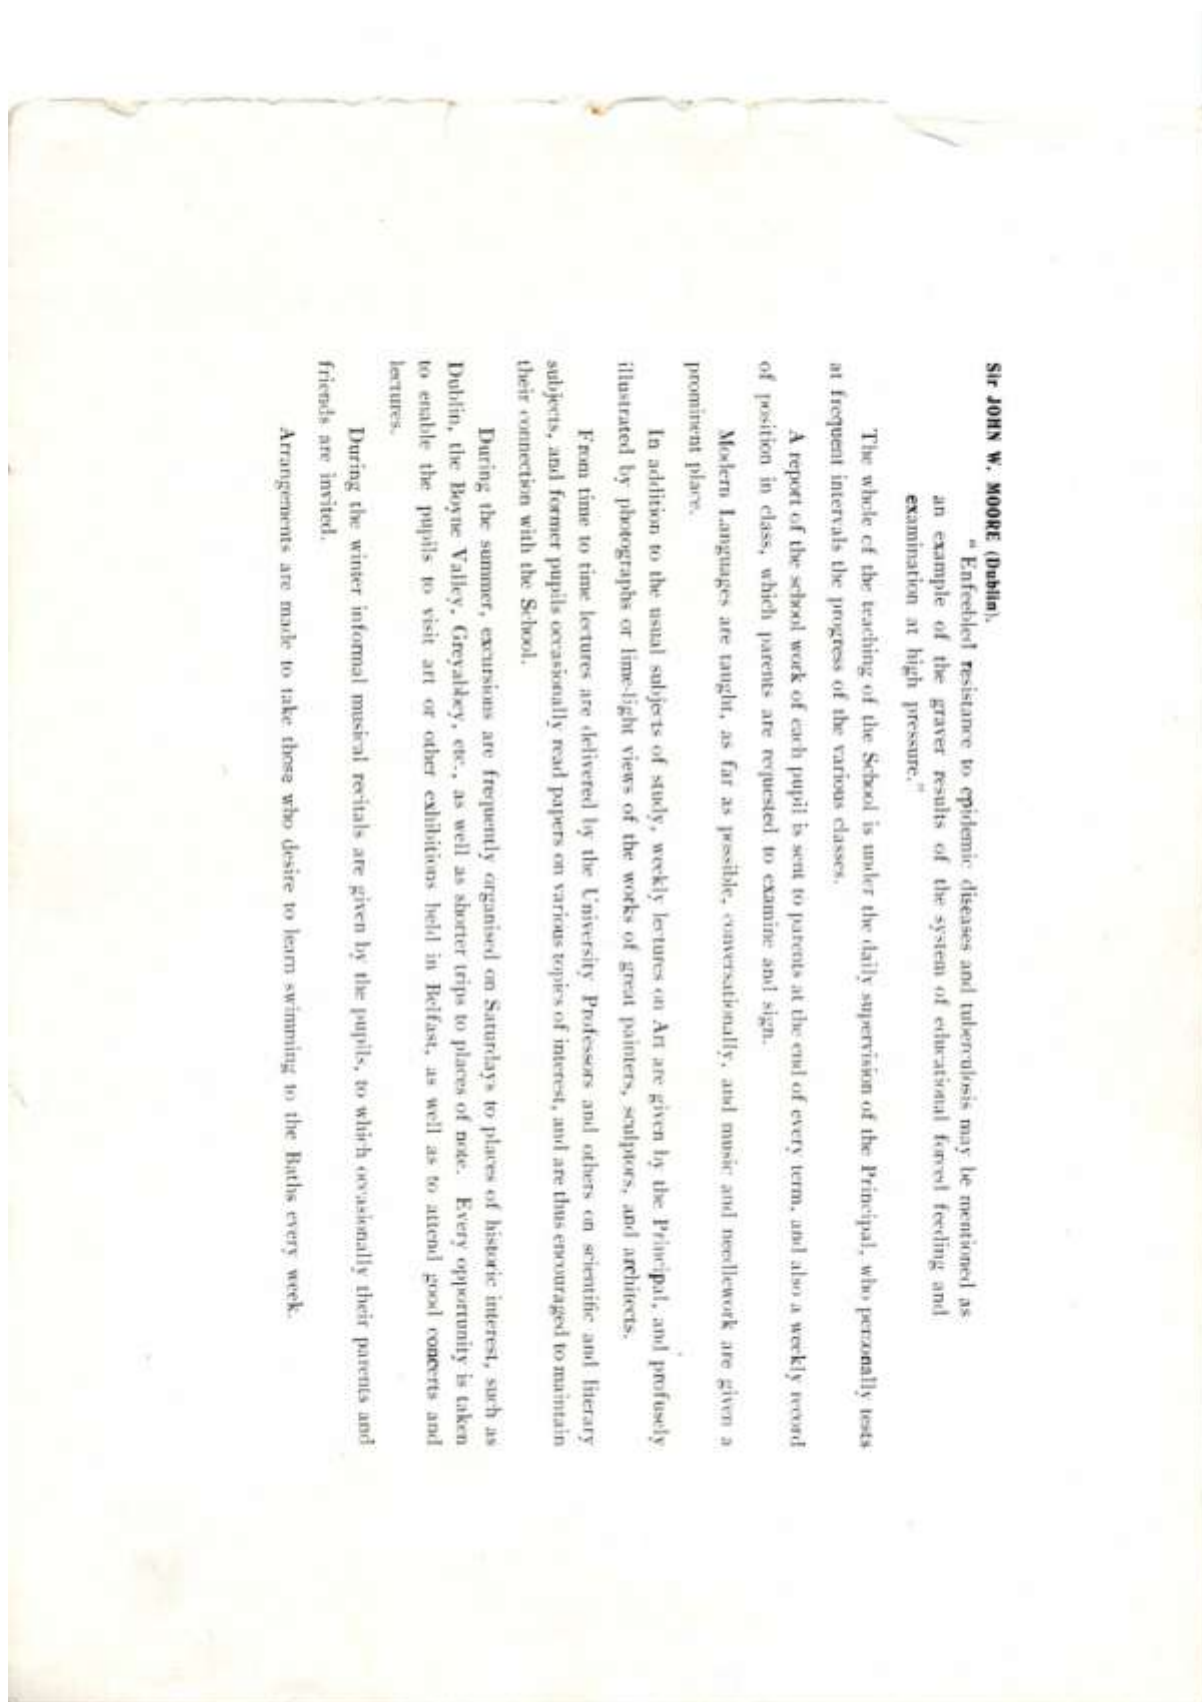 Sir JOHN W. MOORE (Dublin).
" Enfeebled resistance to epidemic diseases and tuberculosis may be mentioned as
an example of the graver results of the system of educational forced feeding and
examination at high pressure."
The whole of the teaching of the School is under the daily supervision of the Principal, who personally tests
at frequent intervals the progress of the various classes.
A report of the school work of each pupil is sent to parents at the end of every term, and also a weekly record
of position in class, which parents are requested to examine and sign.
Modern Languages are taught, as far as possible, conversationally, and music and needlework are given a
prominent place.
In addition to the usual subjects of study, weekly lectures on Art are given by the Principal, and profusely
illustrated by photographs or lime-light views of the works of great painters, sculptors, and architects.
From time to time lectures are delivered by the University Professors and others on scientific and literary
subjects, and former pupils occasionally read papers on various topics of interest, and are thus encouraged to maintain
their connection with the School.
During the summer, excursions are frequently organised on Saturdays to places of historic interest, such as
Dublin, the Boyne Valley, Greyabbey, etc., as well as shorter trips to places of note. Every opportunity is taken
to enable the pupils to visit art or other exhibitions held in Belfast, as well as to attend good concerts and
lectures.
During the winter informal musical recitals are given by the pupils, to which occasionally their parents and
friends are invited.
Arrangements are made to take those who desire to learn swimming to the Baths every week.